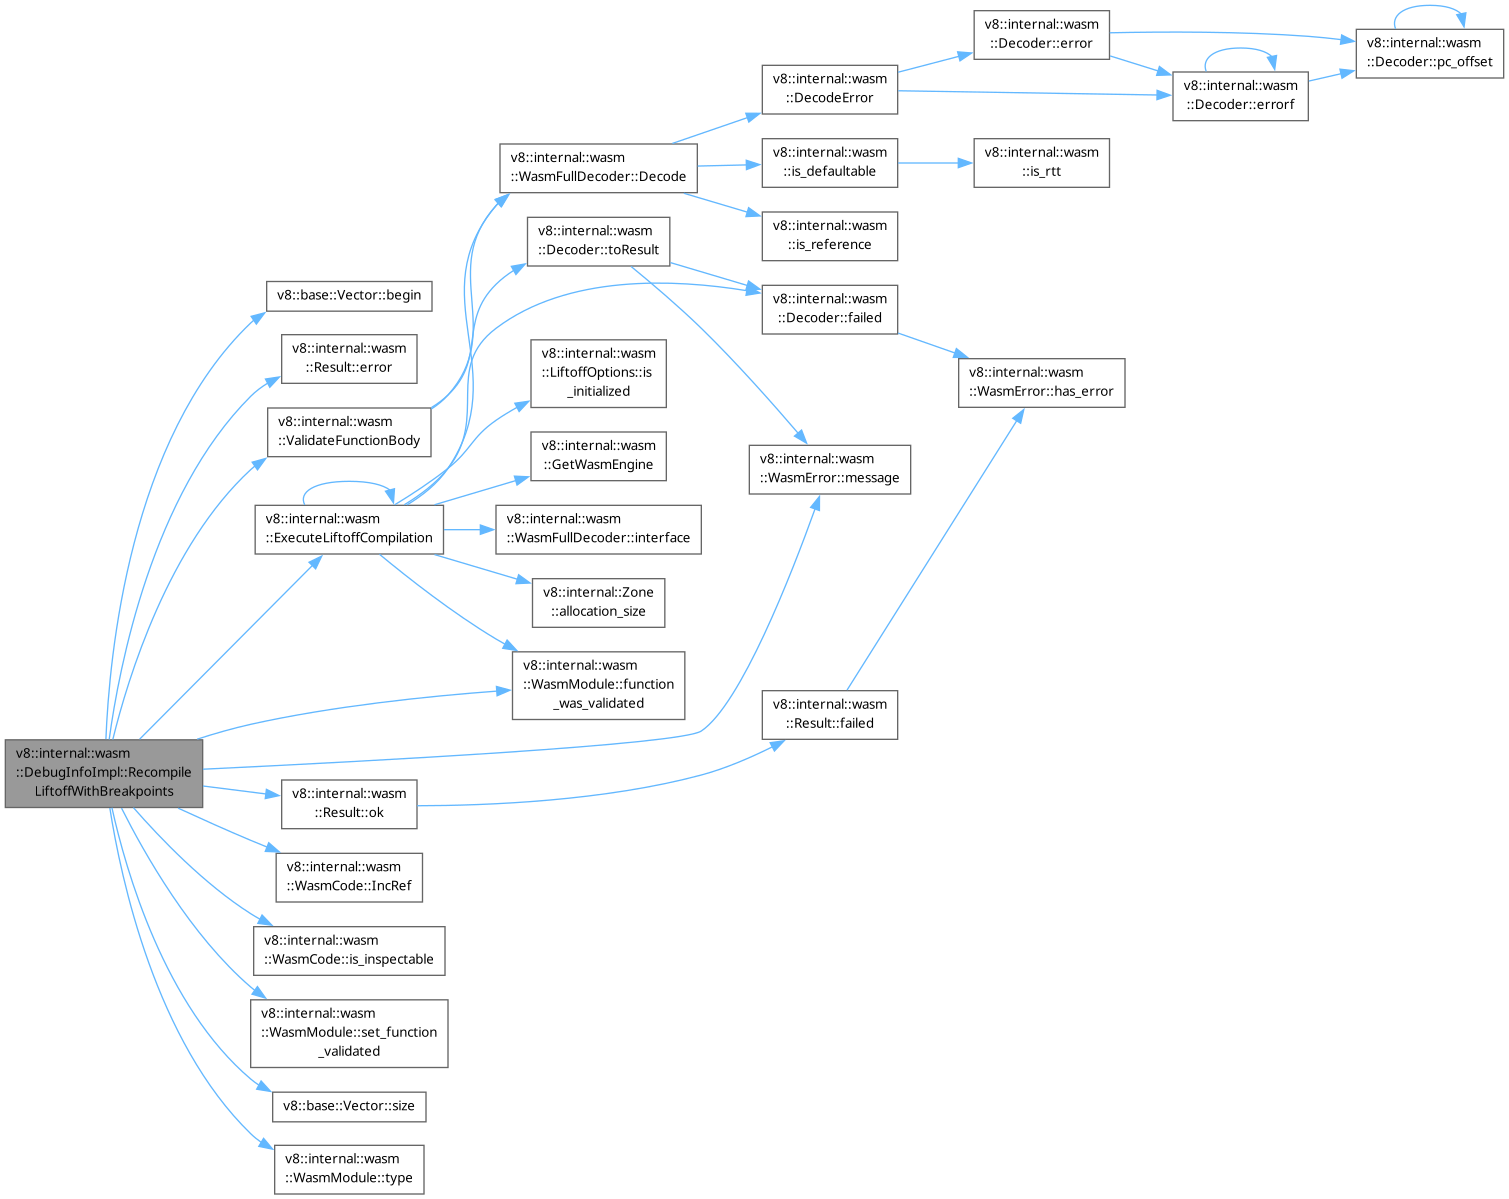 v8::internal::wasm
::DebugInfoImpl::Recompile
LiftoffWithBreakpoints
v8::base::Vector::begin
v8::internal::wasm
::Result::error
v8::internal::wasm
::ValidateFunctionBody
v8::internal::wasm
::ExecuteLiftoffCompilation
v8::internal::wasm
::Result::ok
v8::internal::wasm
::WasmCode::IncRef
v8::internal::wasm
::WasmCode::is_inspectable
v8::internal::wasm
::WasmModule::set_function
_validated
v8::base::Vector::size
v8::internal::wasm
::WasmModule::type
v8::internal::wasm
::WasmFullDecoder::Decode
v8::internal::wasm
::Decoder::toResult
v8::internal::wasm
::LiftoffOptions::is
_initialized
v8::internal::wasm
::GetWasmEngine
v8::internal::wasm
::WasmFullDecoder::interface
v8::internal::Zone
::allocation_size
v8::internal::wasm
::WasmModule::function
_was_validated
v8::internal::wasm
::DecodeError
v8::internal::wasm
::is_defaultable
v8::internal::wasm
::is_reference
v8::internal::wasm
::Decoder::failed
v8::internal::wasm
::WasmError::message
v8::internal::wasm
::Result::failed
v8::internal::wasm
::Decoder::error
v8::internal::wasm
::is_rtt
v8::internal::wasm
::WasmError::has_error
v8::internal::wasm
::Decoder::errorf
v8::internal::wasm
::Decoder::pc_offset